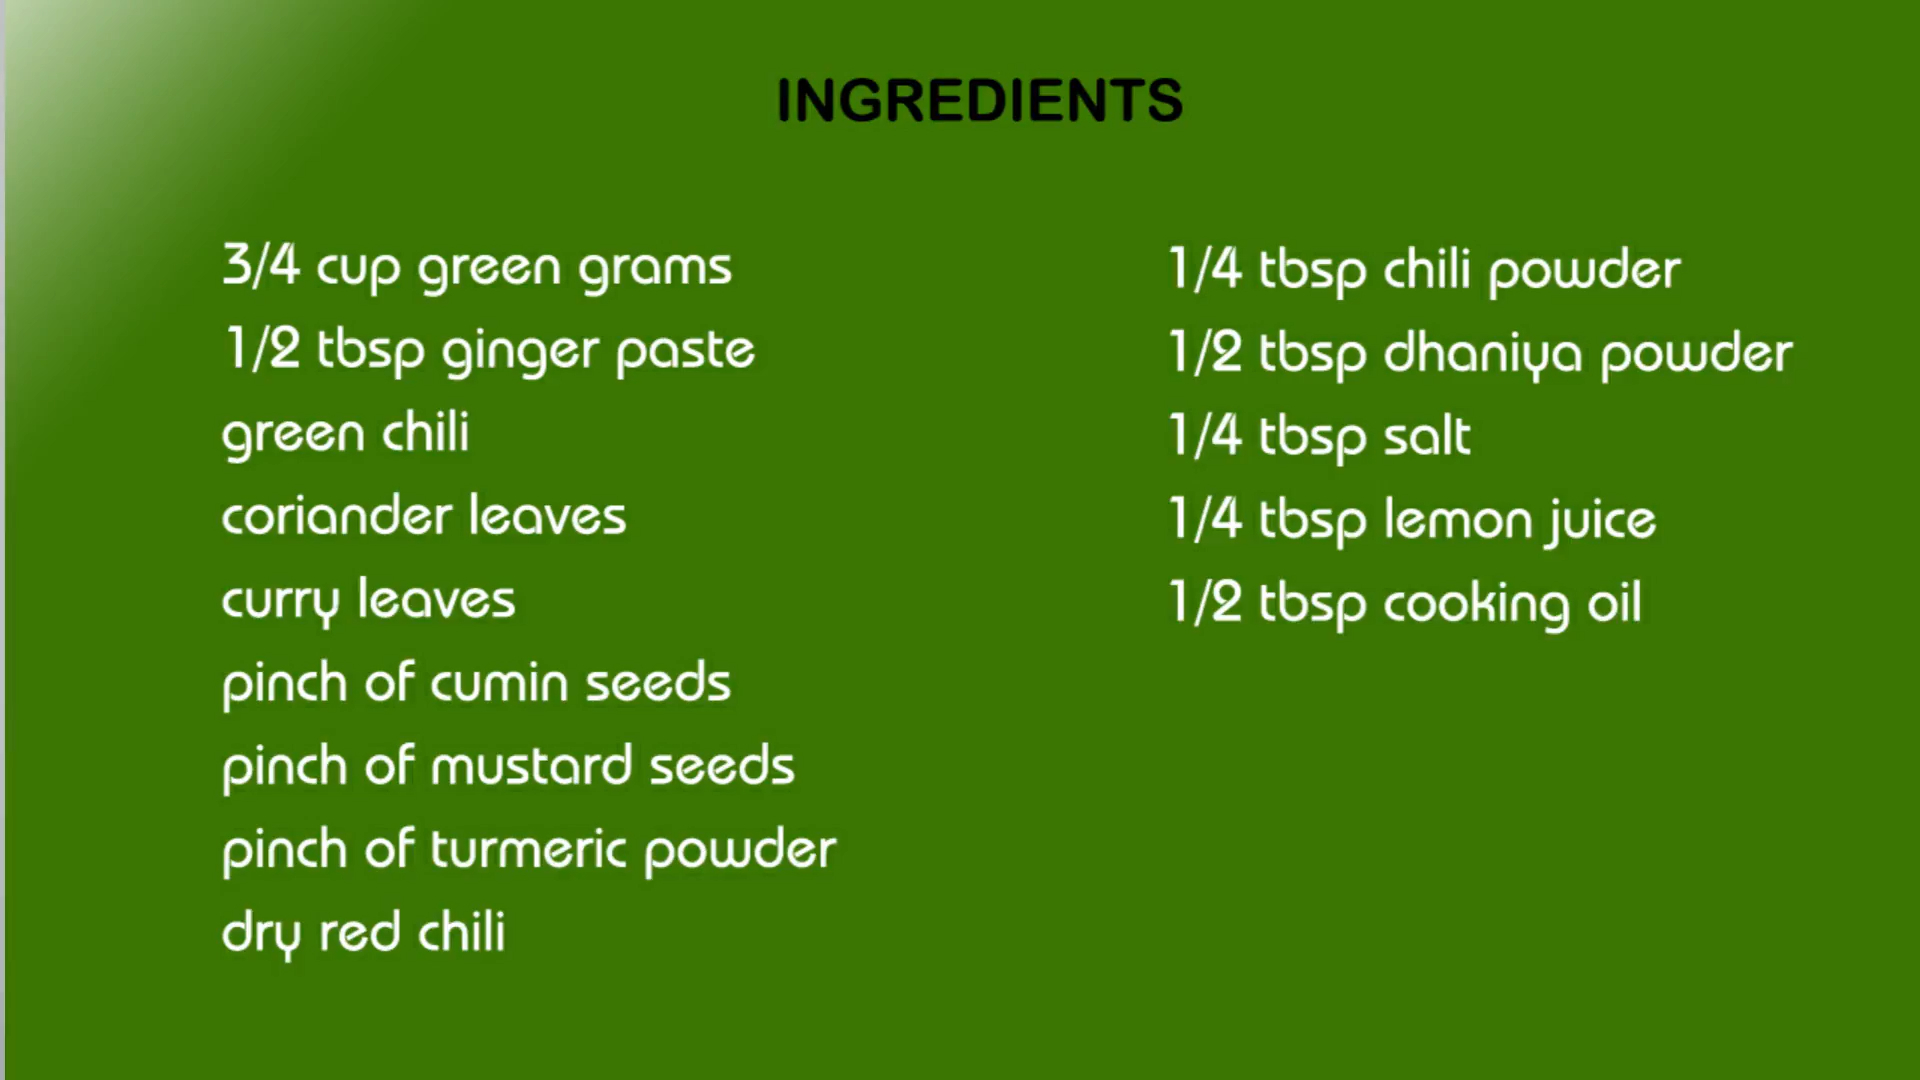 INGREDIENTS
3/4 cup green grams
1/2 tbsp ginger paste
green chili
coriander leaves
curry leaves
pinch of cumin seeds
pinch of mustard seeds
pinch of turmeric powder
dry red chili
1/4 tbsp chili powder
1/2 tbsp dhaniya powder
1/4 tbsp salt
1/4 tbsp lemon juice
1/2 tbsp cooking oil